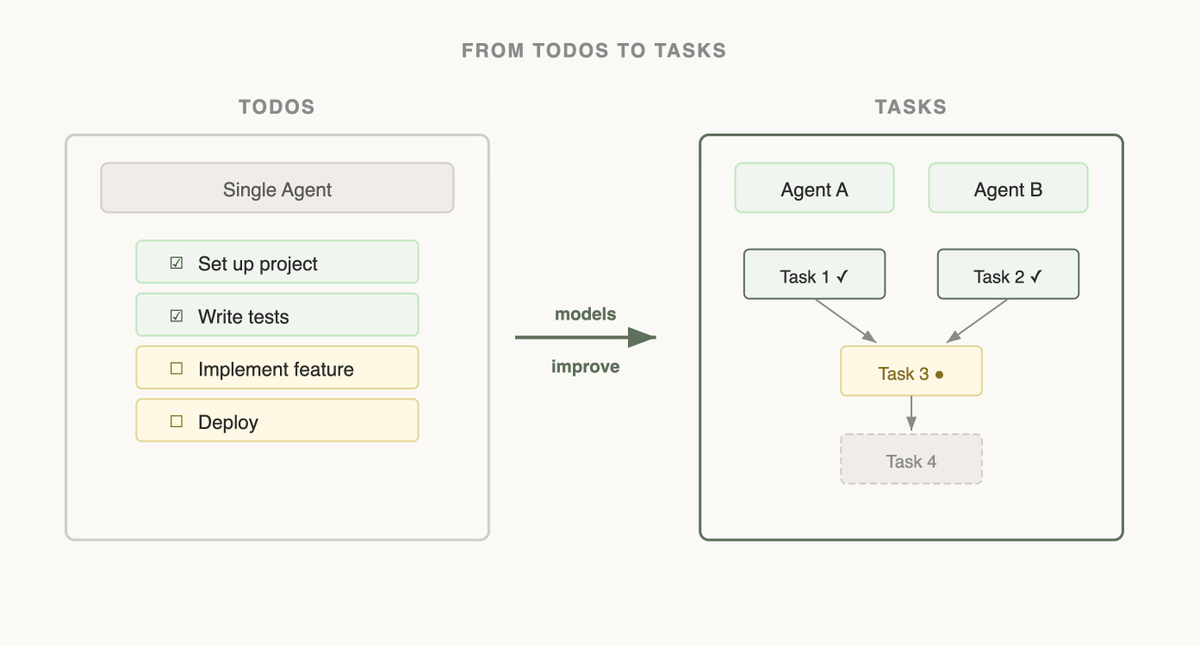 FROM TODOS TO TASKS
TODOS
Single Agent
☑ Set up project
☑ Write tests
☐ Implement feature
☐ Deploy
models
improve
TASKS
Agent A
Agent B
Task 1 ✓
Task 2 ✓
Task 3 ●
Task 4